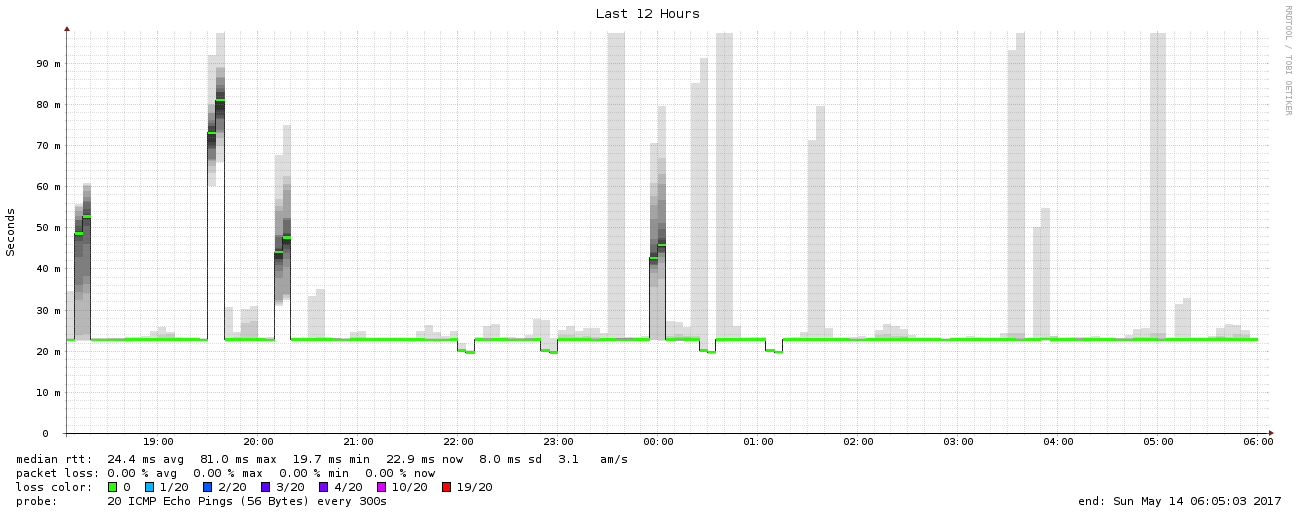 Last 12 Hours
RRDTOOL / TOBI OETIKER
Seconds
90 m
80 m
70 m
60 m
50 m
40 m
30 m
20 m
10 m
0
19:00 20:00 21:00 22:00 23:00 00:00 01:00 02:00 03:00 04:00 05:00 06:00
median rtt: 24.4 ms avg 81.0 ms max 19.7 ms min 22.9 ms now 8.0 ms sd 3.1 am/s
packet loss: 0.00 % avg 0.00 % max 0.00 % min 0.00 % now
loss color: 0 1/20 2/20 3/20 4/20 10/20 19/20
probe: 20 ICMP Echo Pings (56 Bytes) every 300s end: Sun May 14 06:05:03 2017